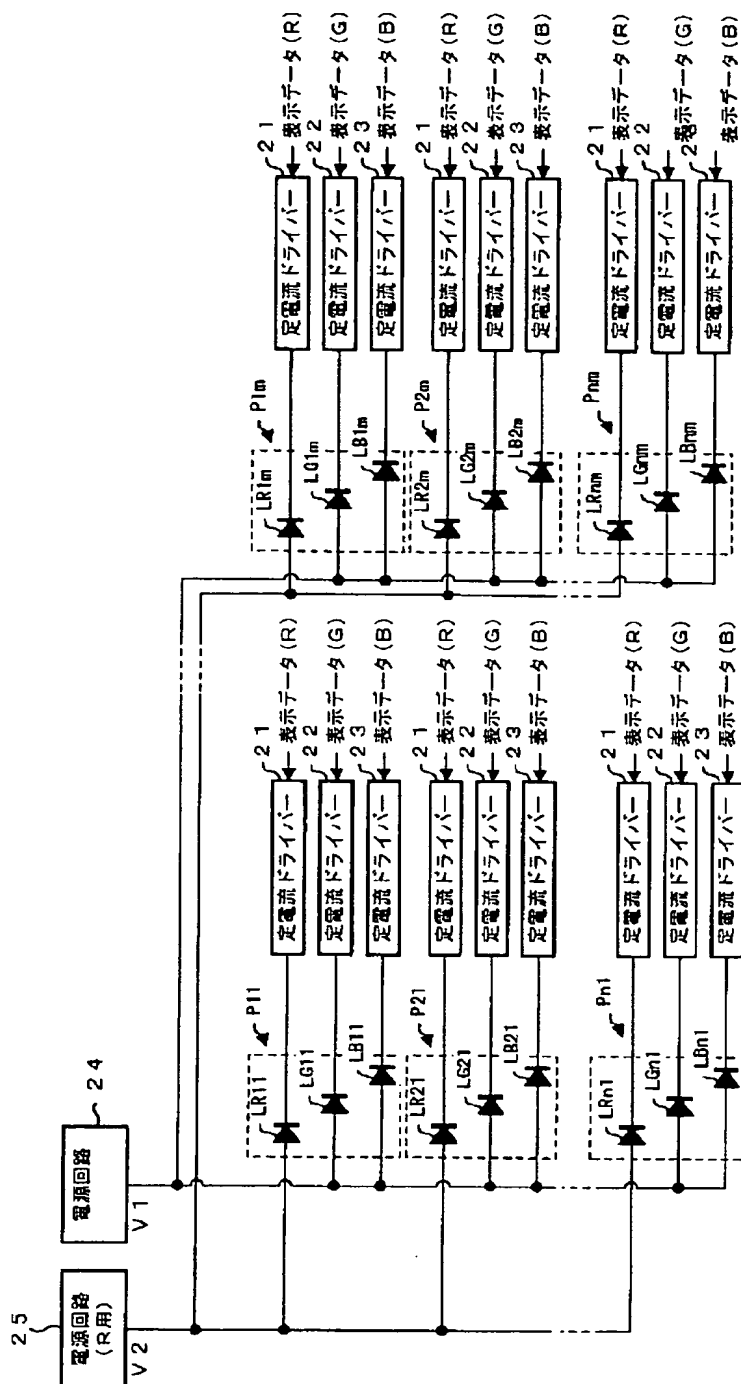 25
電源回路
(R用)
V2
24
電源回路
V1
P11
LR11
LG11
LB11
定電流ドライバー
21
表示データ(R)
定電流ドライバー
22
表示データ(G)
定電流ドライバー
23
表示データ(B)
P21
LR21
LG21
LB21
定電流ドライバー
21
表示データ(R)
定電流ドライバー
22
表示データ(G)
定電流ドライバー
23
表示データ(B)
Pn1
LRn1
LGn1
LBn1
定電流ドライバー
21
表示データ(R)
定電流ドライバー
22
表示データ(G)
定電流ドライバー
23
表示データ(B)
P1m
LR1m
LG1m
LB1m
定電流ドライバー
21
表示データ(R)
定電流ドライバー
22
表示データ(G)
定電流ドライバー
23
表示データ(B)
P2m
LR2m
LG2m
LB2m
定電流ドライバー
21
表示データ(R)
定電流ドライバー
22
表示データ(G)
定電流ドライバー
23
表示データ(B)
Pnm
LRnm
LGnm
LBnm
定電流ドライバー
21
表示データ(R)
定電流ドライバー
22
表示データ(G)
定電流ドライバー
23
表示データ(B)